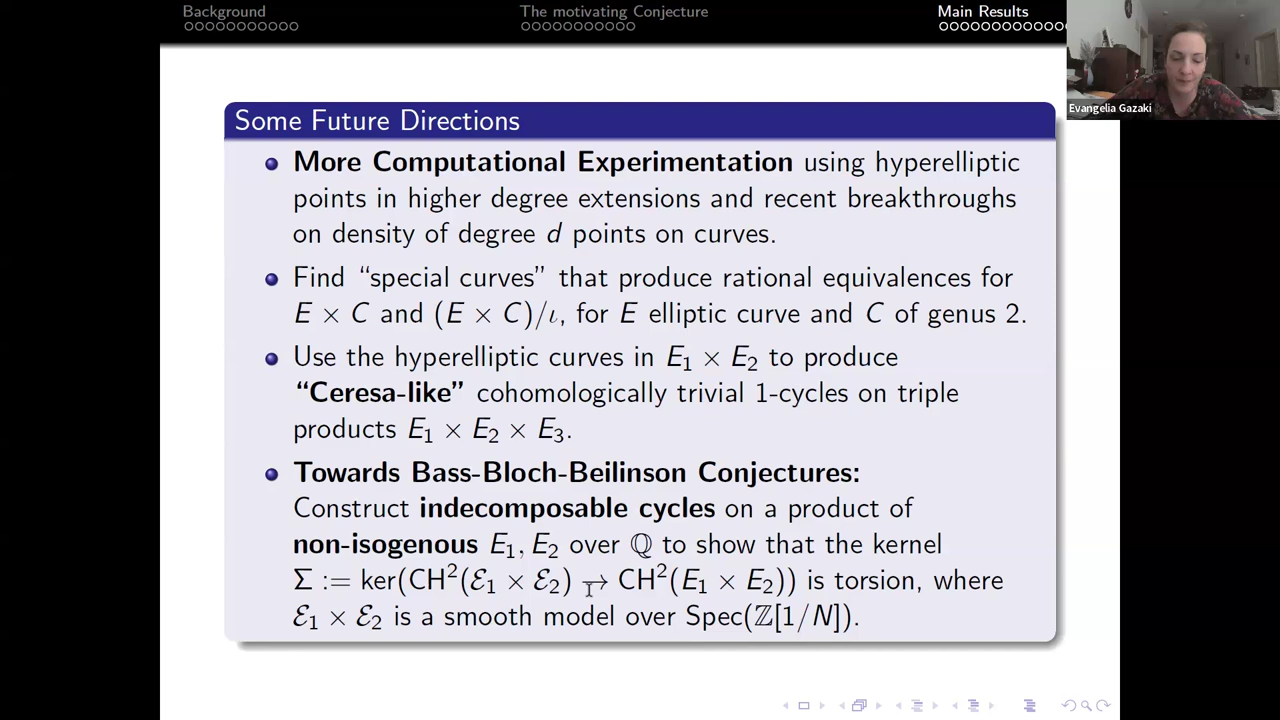 Background
The motivating Conjecture
Main Results
Evangelia Gazaki
Some Future Directions
More Computational Experimentation using hyperelliptic
points in higher degree extensions and recent breakthroughs
on density of degree d points on curves.
Find “special curves” that produce rational equivalences for
E × C and (E × C)/ι, for E elliptic curve and C of genus 2.
Use the hyperelliptic curves in E₁ × E₂ to produce
“Ceresa-like” cohomologically trivial 1-cycles on triple
products E₁ × E₂ × E₃.
Towards Bass-Bloch-Beilinson Conjectures:
Construct indecomposable cycles on a product of
non-isogenous E₁, E₂ over ℚ to show that the kernel
Σ := ker(CH²(ℰ₁ × ℰ₂) → CH²(E₁ × E₂)) is torsion, where
ℰ₁ × ℰ₂ is a smooth model over Spec(ℤ[1/N]).